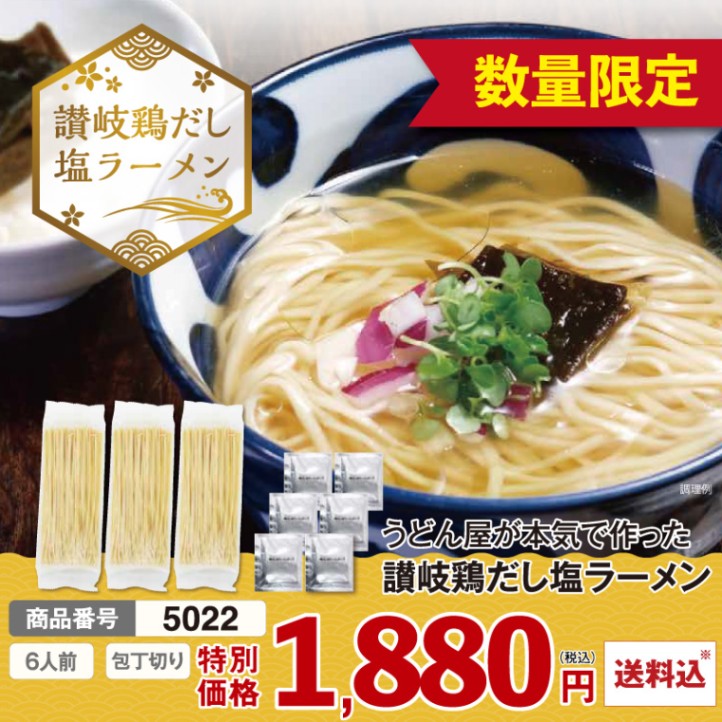 数量限定
讃岐鶏だし
塩ラーメン
調理例
うどん屋が本気で作った
讃岐鶏だし塩ラーメン
商品番号 5022
6人前 包丁切り
特別価格 1,880円 (税込) 送料込※